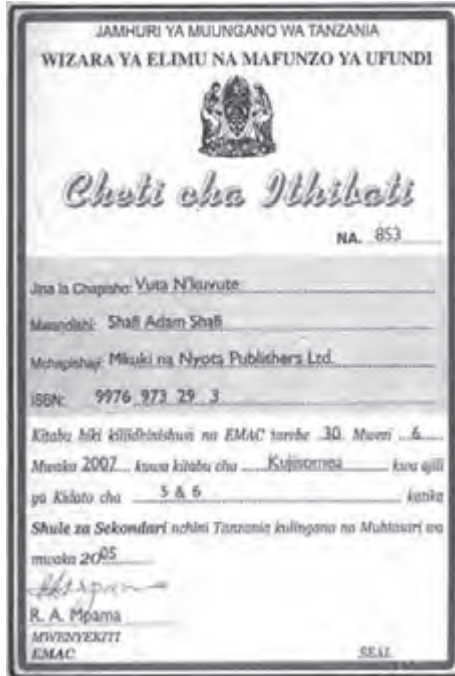 JAMHURI YA MUUNGANO WA TANZANIA
WIZARA YA ELIMU NA MAFUNZO YA UFUNDI
Cheti cha Ithibati
NA. 853
Jina la Chapisho: Vuta N'kuvute
Mwandishi: Shafi Adam Shafi
Mchapishaji: Mkuki na Nyota Publishers Ltd.
ISBN: 9976 973 29 3
Kitabu hiki kiliidhinishwa na EMAC tarehe 30 Mwezi 6
Mwaka 2007 kuwa kitabu cha Kujisomea kwa ajili
ya Kidato cha 5 & 6 katika
Shule za Sekondari nchini Tanzania kulingana na Muhtasari wa
mwaka 2005
R. A. Mpama
MWENYEKITI
EMAC SEAL